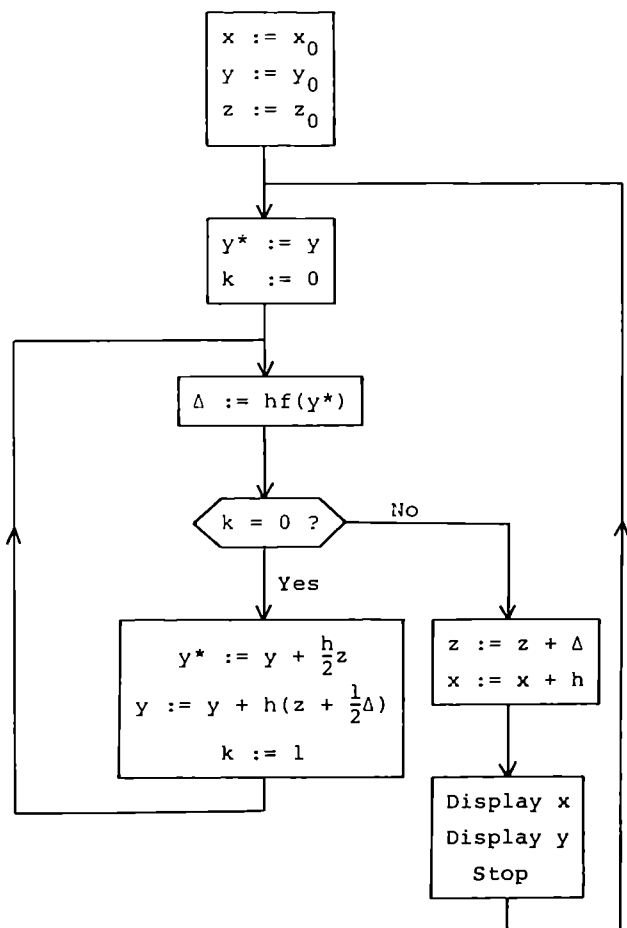 x := x₀
y := y₀
z := z₀
y* := y
k := 0
Δ := hf(y*)
k = 0 ?
No
Yes
y* := y + h/2 z
y := y + h(z + 1/2 Δ)
k := 1
z := z + Δ
x := x + h
Display x
Display y
Stop